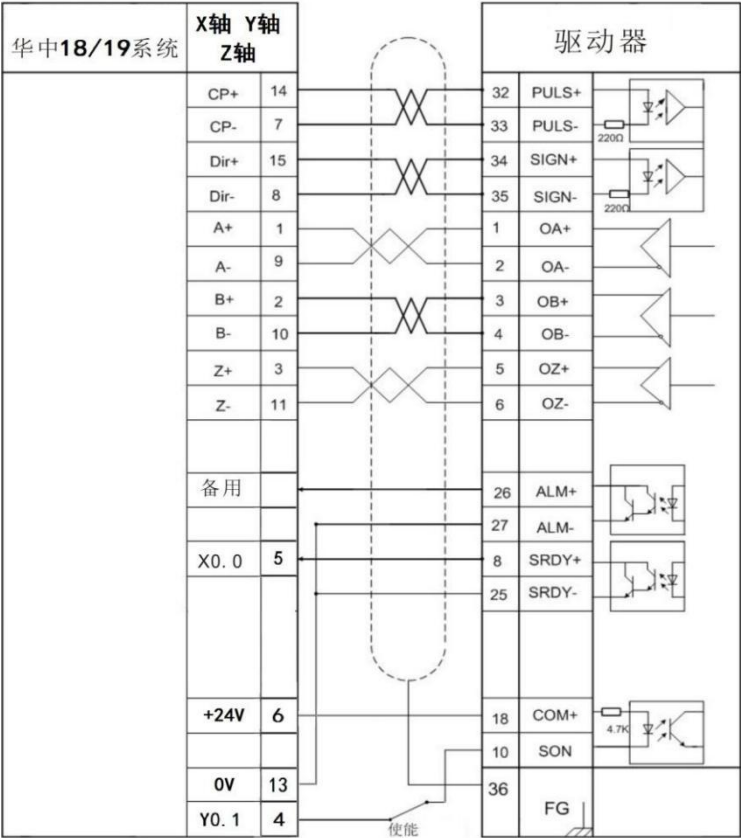 华中18/19系统 X轴 Y轴 驱动器
Z轴
CP+ 14 32 PULS+
CP- 7 33 PULS-
220Ω
Dir+ 15 34 SIGN+
Dir- 8 35 SIGN-
220Ω
A+ 1 1 OA+
A- 9 2 OA-
B+ 2 3 OB+
B- 10 4 OB-
Z+ 3 5 OZ+
Z- 11 6 OZ-
备用 26 ALM+
27 ALM-
X0.0 5 8 SRDY+
25 SRDY-
+24V 6 18 COM+
4.7K
10 SON
0V 13 36
Y0.1 4 FG
使能